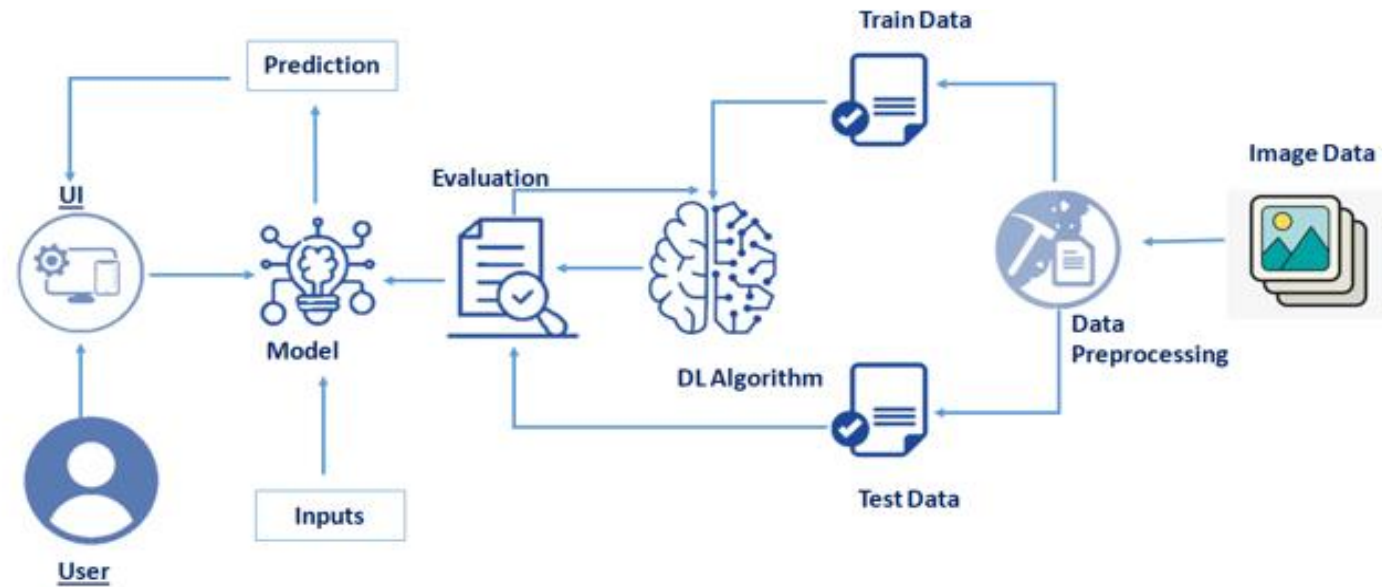 Train Data
Prediction
Image Data
Evaluation
UI
Data
Preprocessing
Model
DL Algorithm
Test Data
Inputs
User